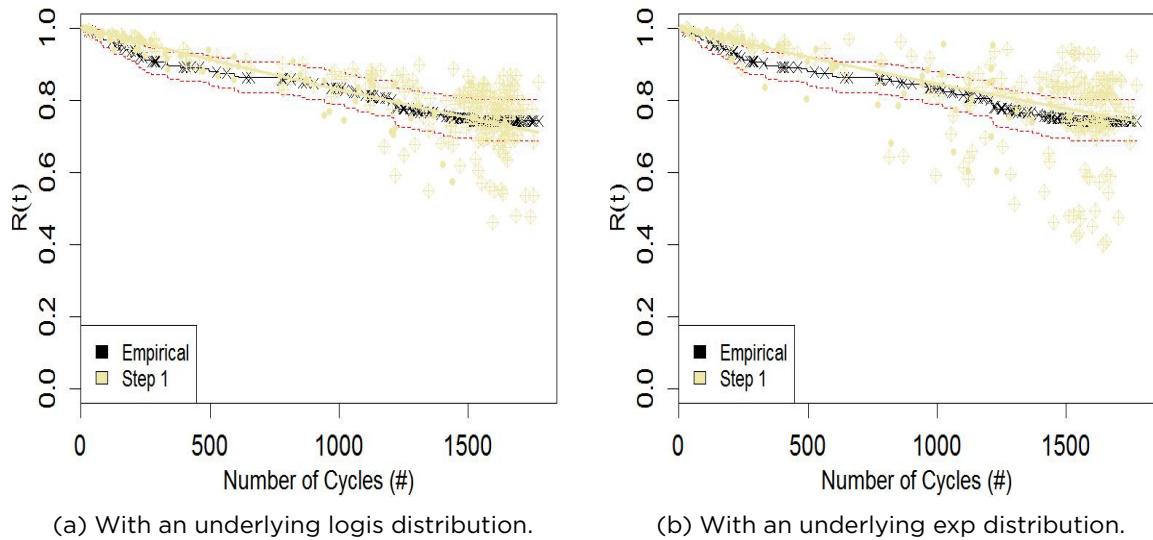 1.0
0.8
0.6
0.4
0.2
0.0
R(t)
Empirical
Step 1
0 500 1000 1500
Number of Cycles (#)
(a) With an underlying logis distribution.
1.0
0.8
0.6
0.4
0.2
0.0
R(t)
Empirical
Step 1
0 500 1000 1500
Number of Cycles (#)
(b) With an underlying exp distribution.